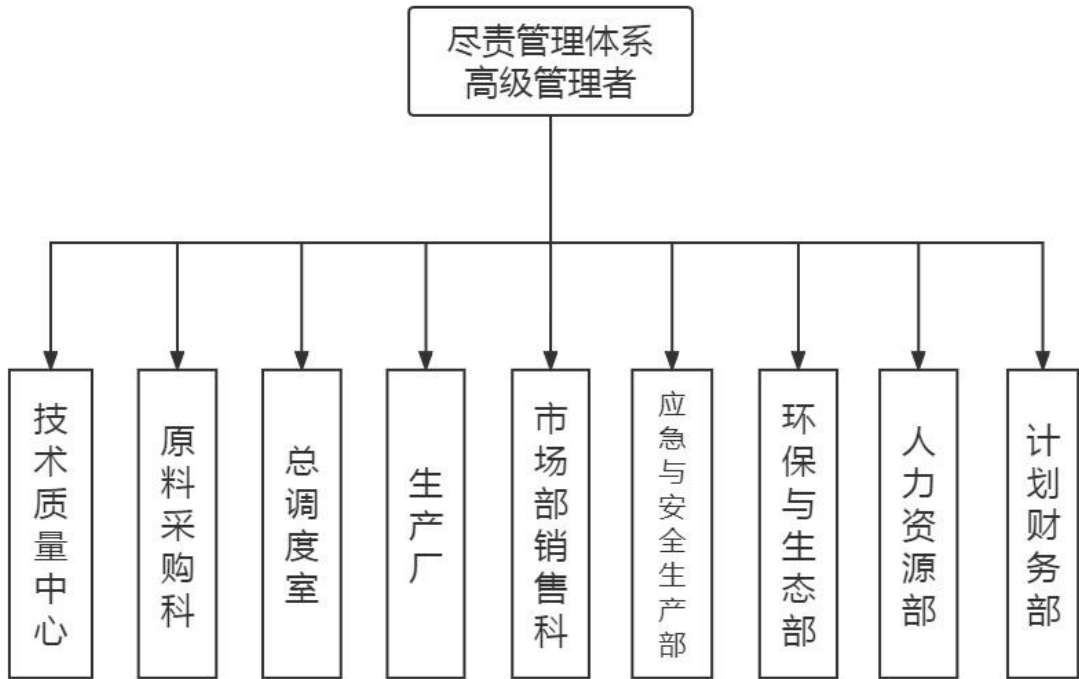 尽责管理体系
高级管理者
技术质量中心
原料采购科
总调度室
生产厂
市场部销售科
应急与安全生产部
环保与生态部
人力资源部
计划财务部